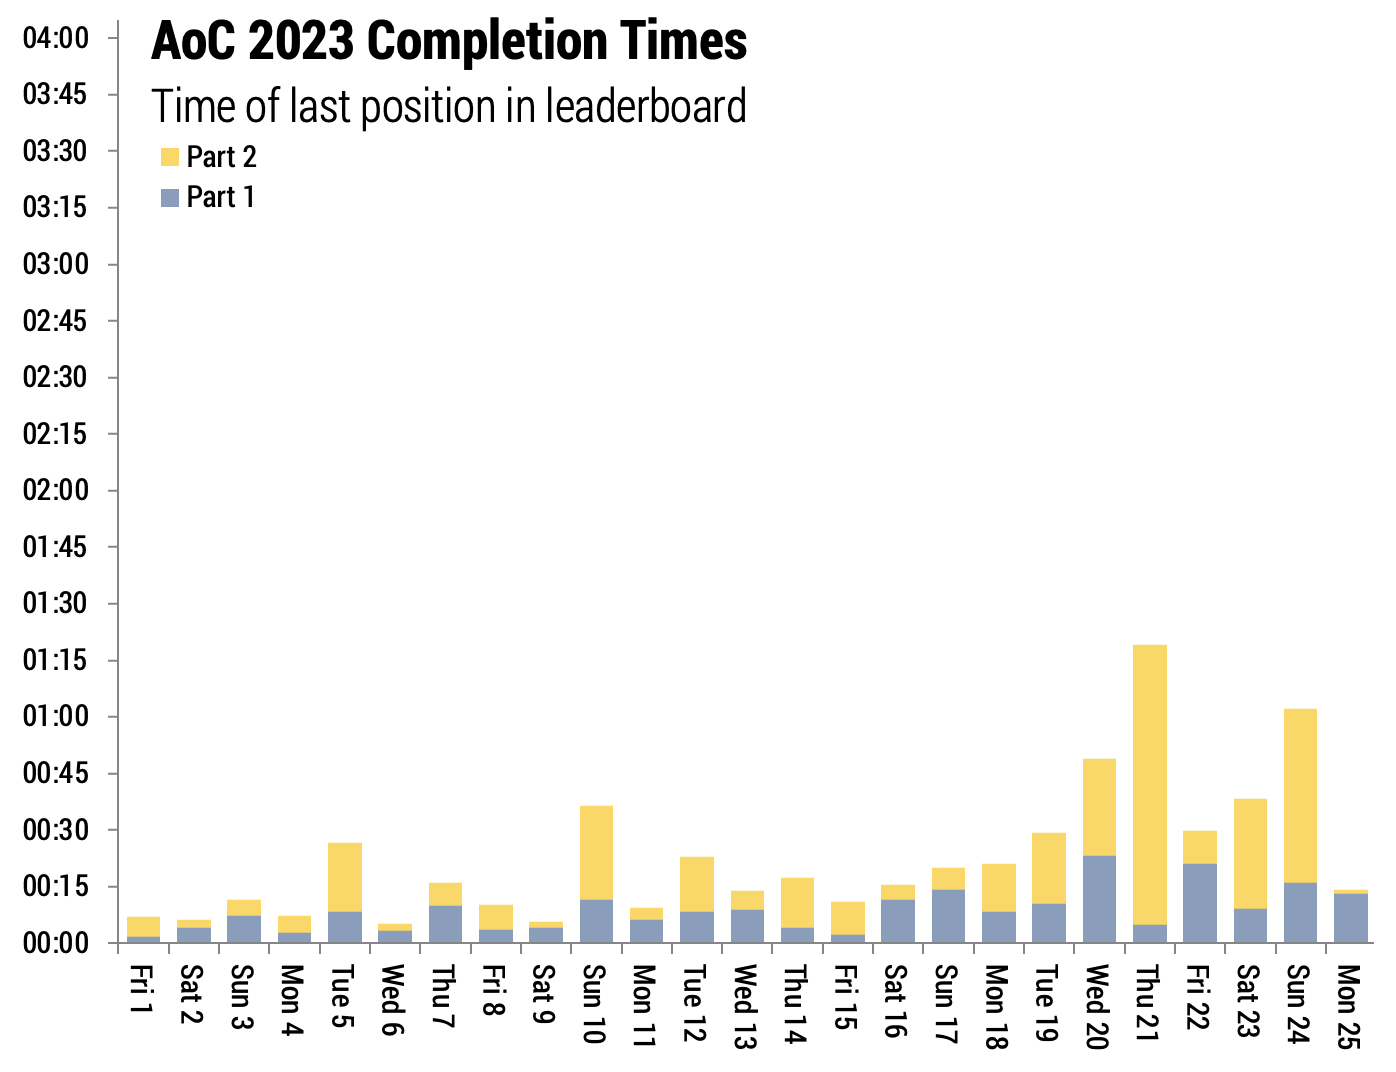 AoC 2023 Completion Times
Time of last position in leaderboard
Part 2
Part 1
04:00
03:45
03:30
03:15
03:00
02:45
02:30
02:15
02:00
01:45
01:30
01:15
01:00
00:45
00:30
00:15
00:00
Fri 1
Sat 2
Sun 3
Mon 4
Tue 5
Wed 6
Thu 7
Fri 8
Sat 9
Sun 10
Mon 11
Tue 12
Wed 13
Thu 14
Fri 15
Sat 16
Sun 17
Mon 18
Tue 19
Wed 20
Thu 21
Fri 22
Sat 23
Sun 24
Mon 25